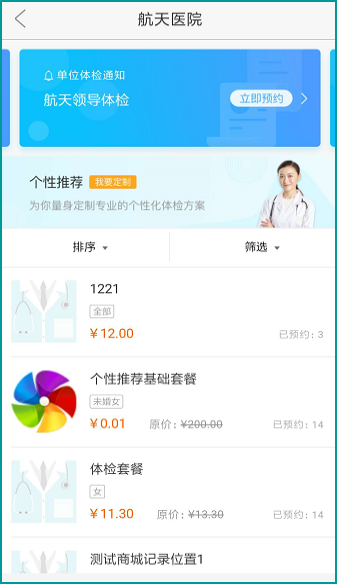 航天医院
单位体检通知
航天领导体检
立即预约
个性推荐 我要定制
为你量身定制专业的个性化体检方案
排序 筛选
1221
全部
¥12.00 已预约：3
个性推荐基础套餐
未婚女
¥0.01 原价：¥200.00 已预约：14
体检套餐
女
¥11.30 原价：¥13.30 已预约：14
测试商城记录位置1